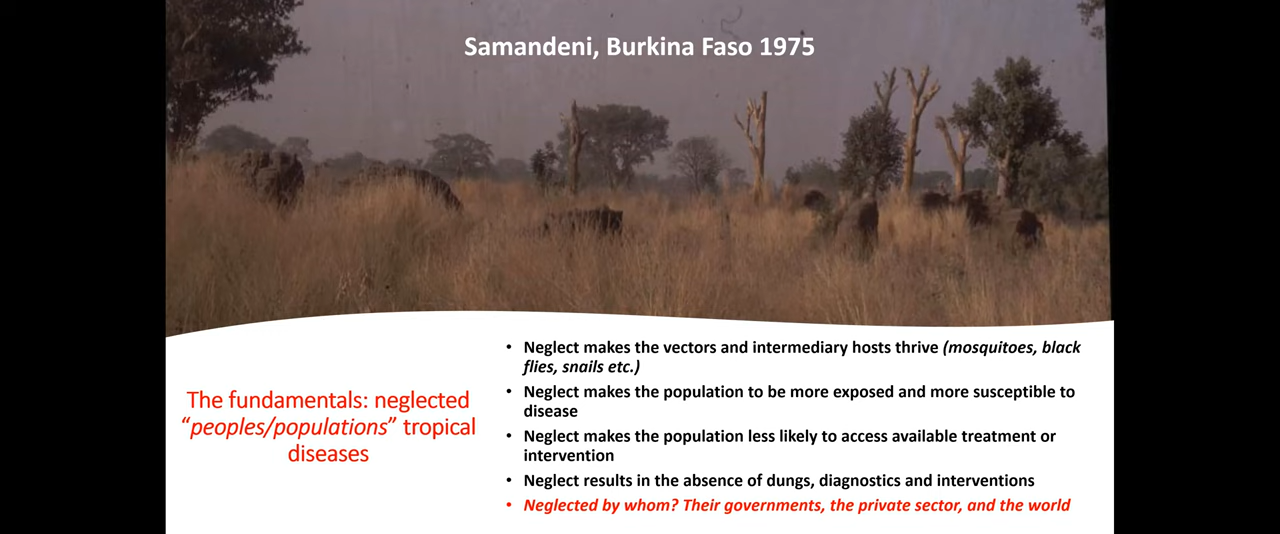 Samandeni, Burkina Faso 1975
The fundamentals: neglected
“peoples/populations” tropical
diseases
• Neglect makes the vectors and intermediary hosts thrive (mosquitoes, black
flies, snails etc.)
• Neglect makes the population to be more exposed and more susceptible to
disease
• Neglect makes the population less likely to access available treatment or
intervention
• Neglect results in the absence of dungs, diagnostics and interventions
• Neglected by whom? Their governments, the private sector, and the world